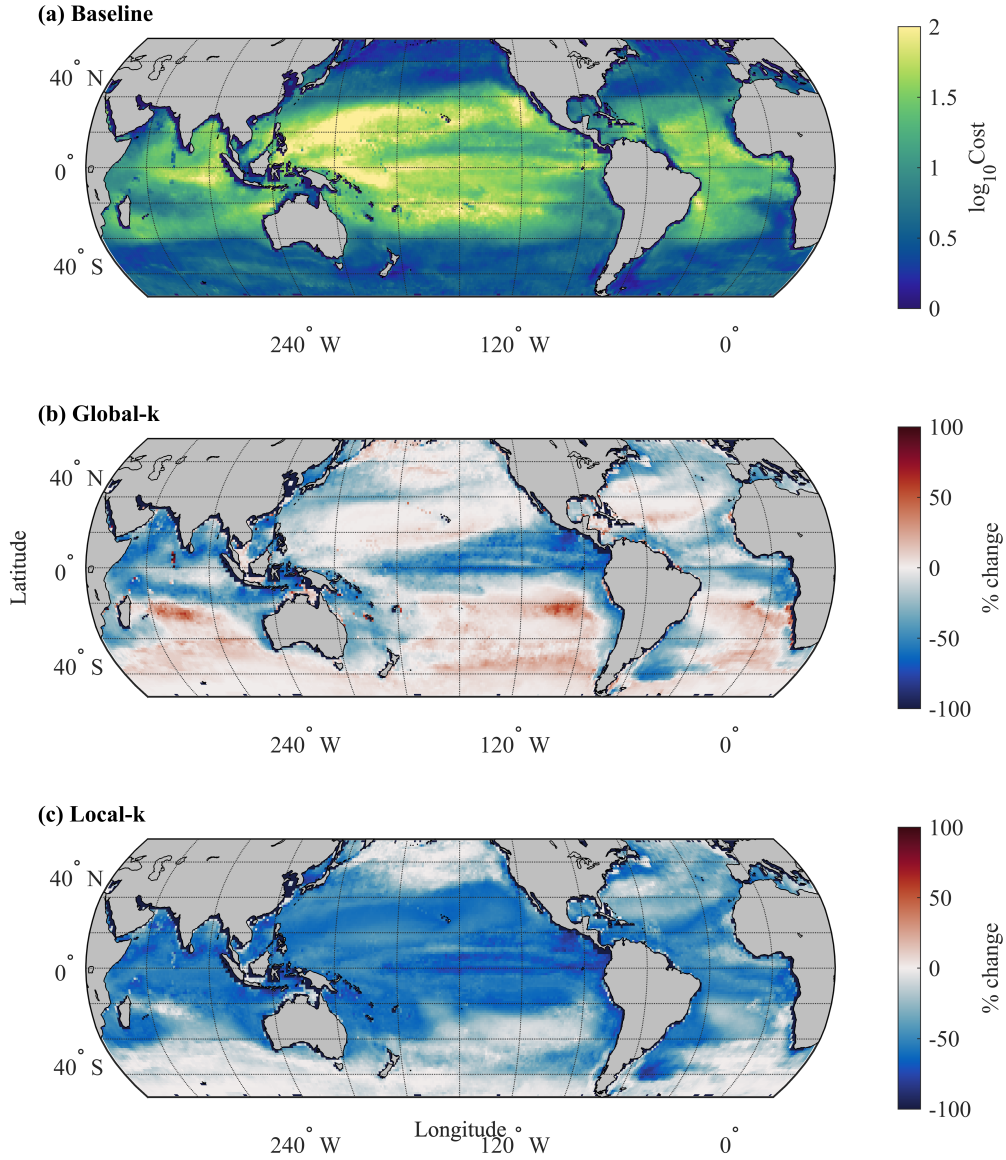 (a) Baseline
40° N
0°
40° S
240° W
120° W
0°
2
1.5
1
0.5
0
log10Cost
(b) Global-k
40° N
0°
40° S
240° W
120° W
0°
Latitude
100
50
0
-50
-100
% change
(c) Local-k
40° N
0°
40° S
Longitude
240° W
120° W
0°
100
50
0
-50
-100
% change